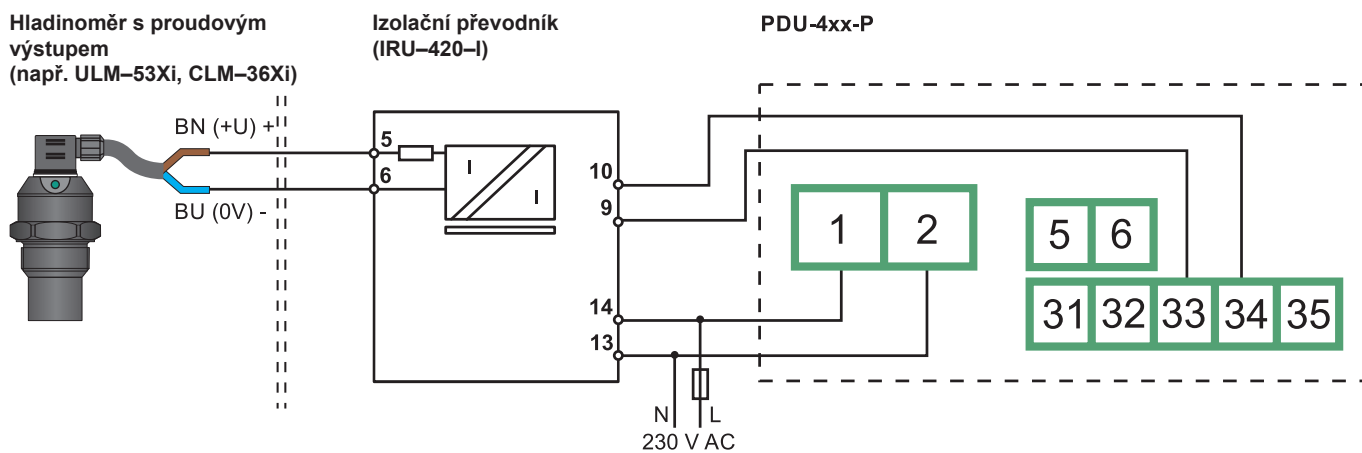 Hladinoměr s proudovým
výstupem
(např. ULM–53Xi, CLM–36Xi)
Izolační převodník
(IRU–420–I)
PDU-4xx-P
BN (+U) +
BU (0V) -
5
6
I
I
10
9
14
13
1 2
5 6
31 32 33 34 35
N L
230 V AC